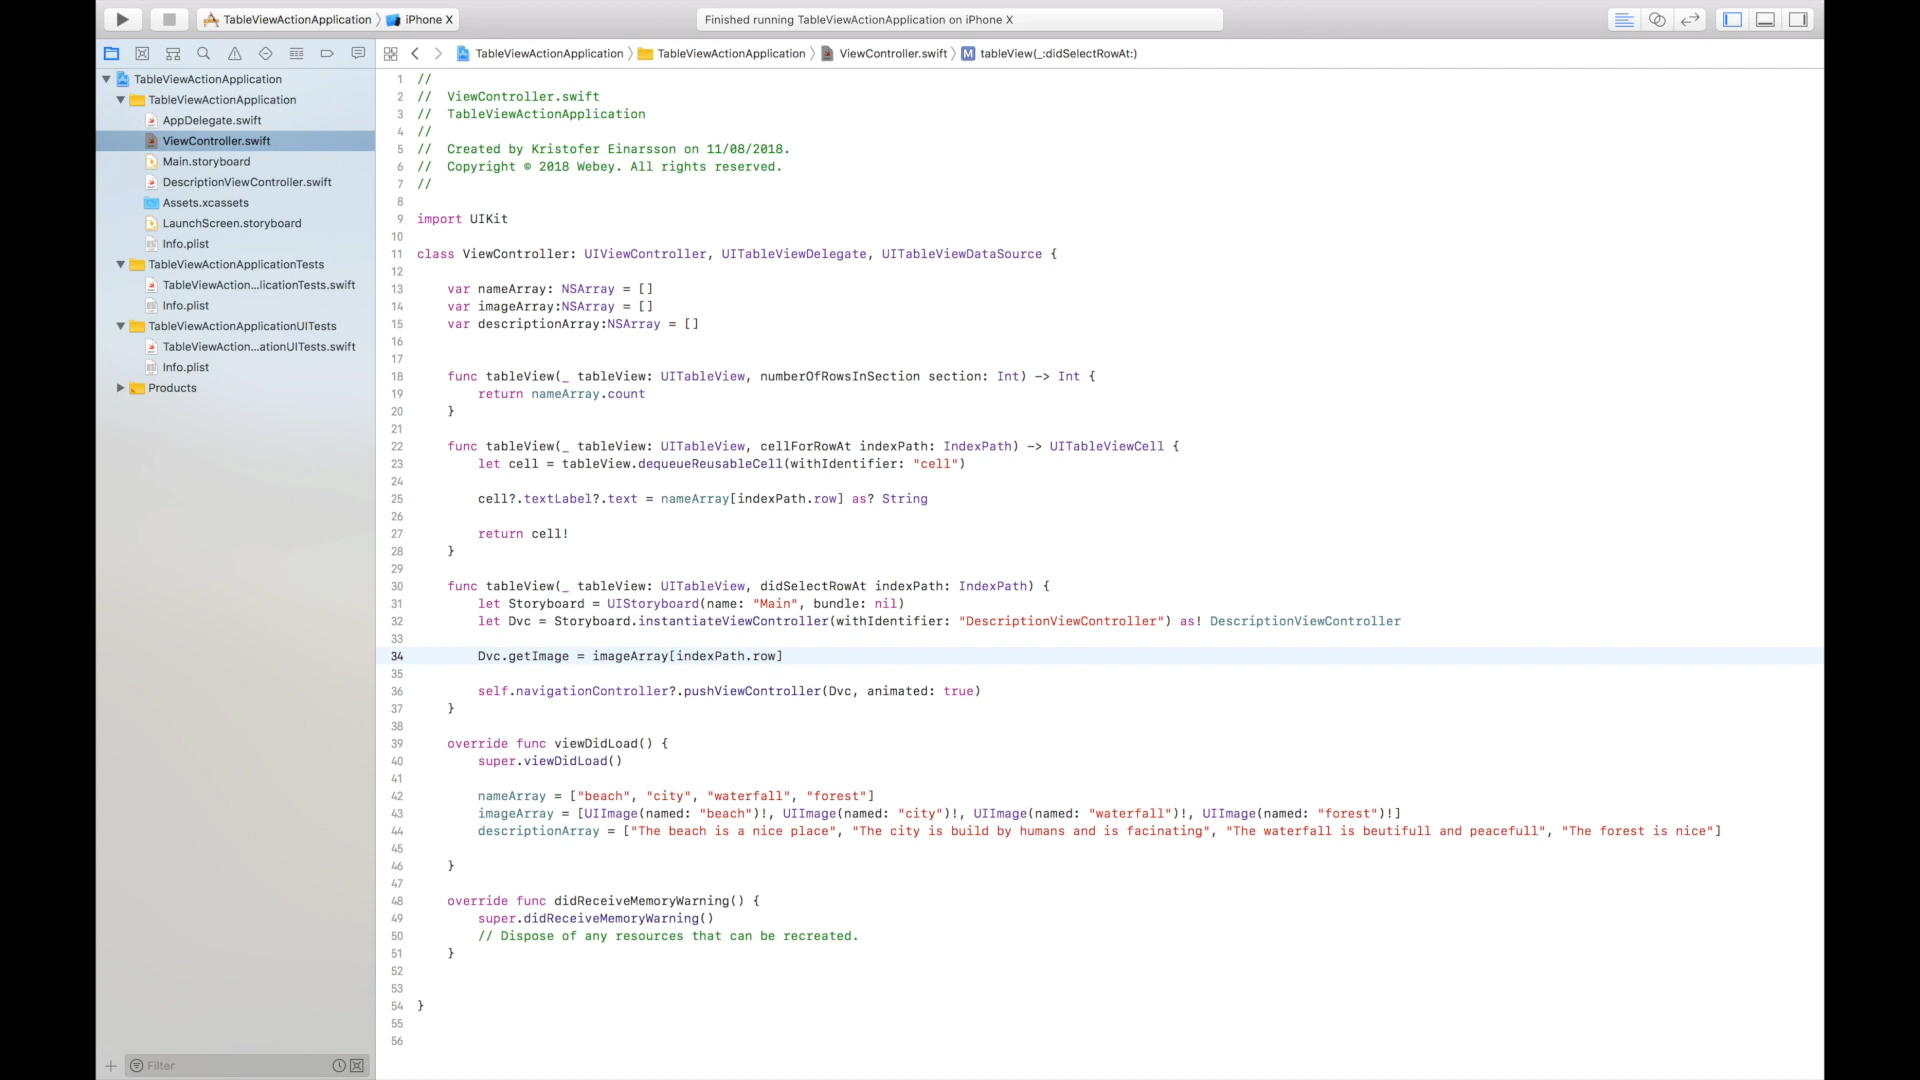 TableViewActionApplication
iPhone X
Finished running TableViewActionApplication on iPhone X
TableViewActionApplication
TableViewActionApplication
ViewController.swift
M
tableView(_:didSelectRowAt:)
TableViewActionApplication
TableViewActionApplication
AppDelegate.swift
ViewController.swift
Main.storyboard
DescriptionViewController.swift
Assets.xcassets
LaunchScreen.storyboard
Info.plist
TableViewActionApplicationTests
TableViewAction...licationTests.swift
Info.plist
TableViewActionApplicationUITests
TableViewAction...ationUITests.swift
Info.plist
Products
Filter
1 //
2 // ViewController.swift
3 // TableViewActionApplication
4 //
5 // Created by Kristofer Einarsson on 11/08/2018.
6 // Copyright © 2018 Webey. All rights reserved.
7 //
8
9 import UIKit
10
11 class ViewController: UIViewController, UITableViewDelegate, UITableViewDataSource {
12
13 var nameArray: NSArray = []
14 var imageArray:NSArray = []
15 var descriptionArray:NSArray = []
16
17
18 func tableView(_ tableView: UITableView, numberOfRowsInSection section: Int) -> Int {
19 return nameArray.count
20 }
21
22 func tableView(_ tableView: UITableView, cellForRowAt indexPath: IndexPath) -> UITableViewCell {
23 let cell = tableView.dequeueReusableCell(withIdentifier: "cell")
24
25 cell?.textLabel?.text = nameArray[indexPath.row] as? String
26
27 return cell!
28 }
29
30 func tableView(_ tableView: UITableView, didSelectRowAt indexPath: IndexPath) {
31 let Storyboard = UIStoryboard(name: "Main", bundle: nil)
32 let Dvc = Storyboard.instantiateViewController(withIdentifier: "DescriptionViewController") as! DescriptionViewController
33
34 Dvc.getImage = imageArray[indexPath.row]
35
36 self.navigationController?.pushViewController(Dvc, animated: true)
37 }
38
39 override func viewDidLoad() {
40 super.viewDidLoad()
41
42 nameArray = ["beach", "city", "waterfall", "forest"]
43 imageArray = [UIImage(named: "beach")!, UIImage(named: "city")!, UIImage(named: "waterfall")!, UIImage(named: "forest")!]
44 descriptionArray = ["The beach is a nice place", "The city is build by humans and is facinating", "The waterfall is beutifull and peacefull", "The forest is nice"]
45
46 }
47
48 override func didReceiveMemoryWarning() {
49 super.didReceiveMemoryWarning()
50 // Dispose of any resources that can be recreated.
51 }
52
53
54 }
55
56